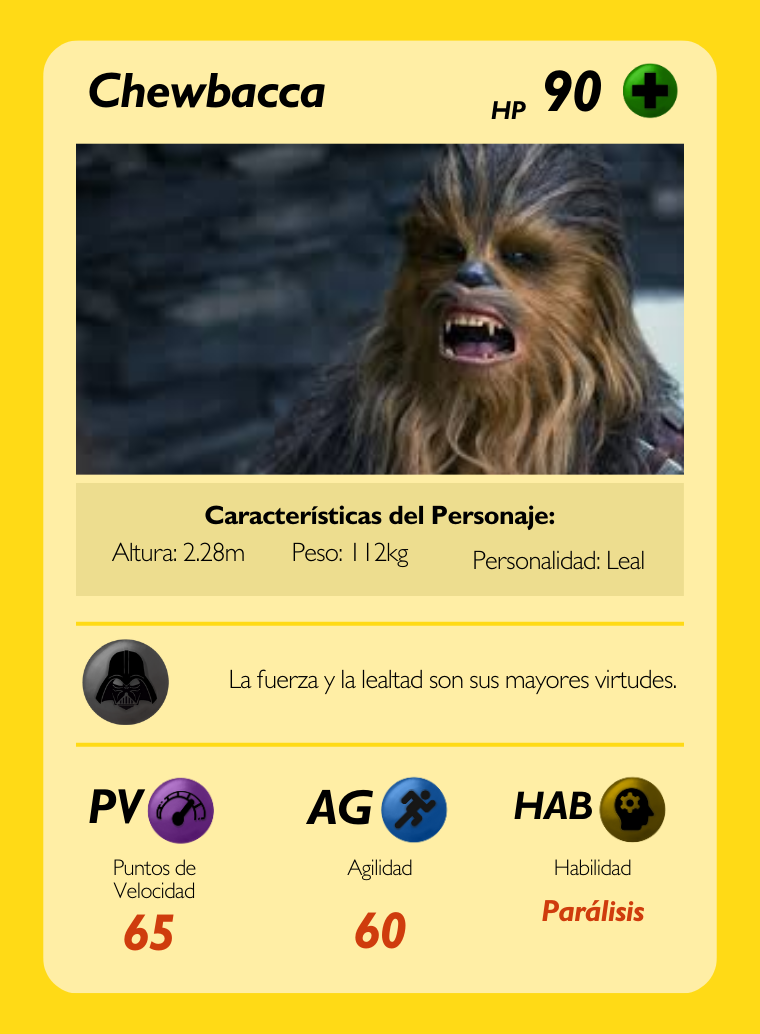 Chewbacca
HP 90
Características del Personaje:
Altura: 2.28m Peso: 112kg Personalidad: Leal
La fuerza y la lealtad son sus mayores virtudes.
PV AG HAB
Puntos de Velocidad
Agilidad
Habilidad
65
60
Parálisis